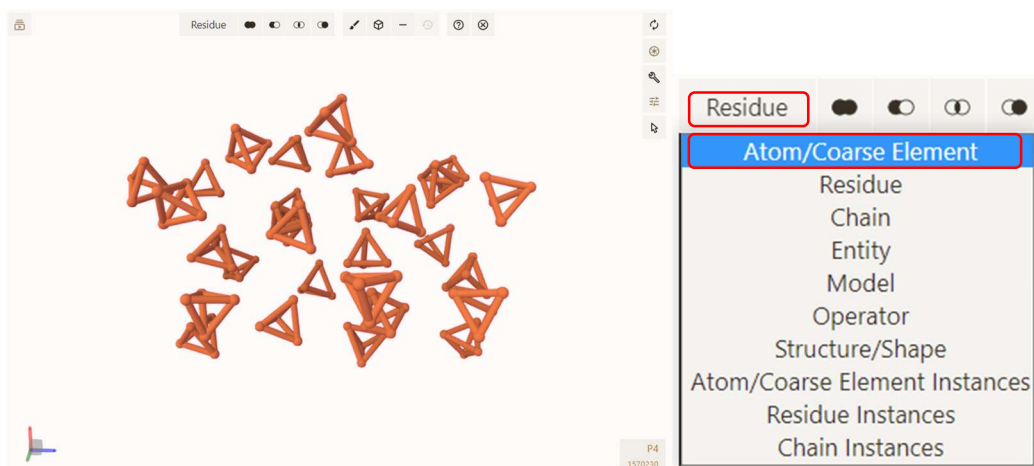 Residue
P4
1570230
Residue
Atom/Coarse Element
Residue
Chain
Entity
Model
Operator
Structure/Shape
Atom/Coarse Element Instances
Residue Instances
Chain Instances